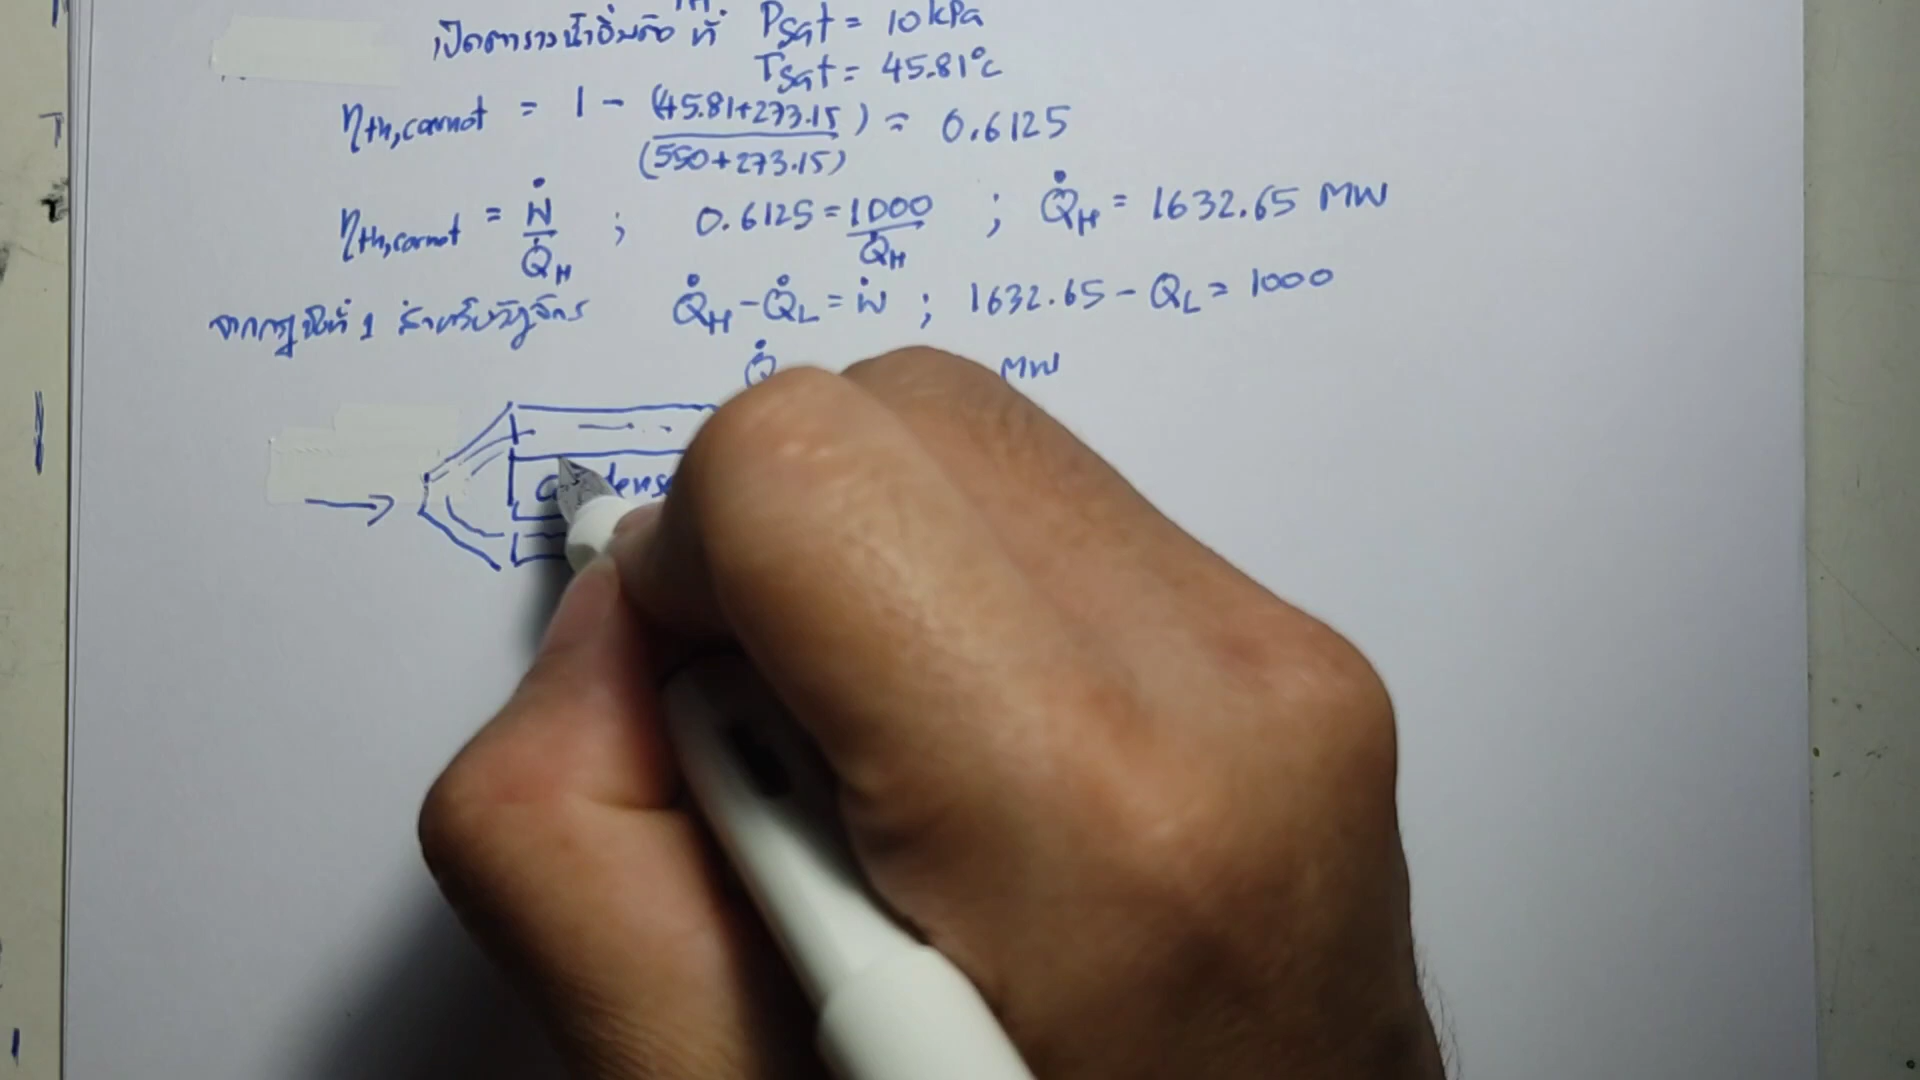 เปิดตารางน้ำอิ่มตัว ที่ Psat = 10 kPa
Tsat = 45.81°C
ηth,carnot = 1 - (45.81+273.15)/(550+273.15) = 0.6125
ηth,carnot = Ẇ/Q̇H ; 0.6125 = 1000/Q̇H ; Q̇H = 1632.65 MW
จากกฎข้อที่ 1 สำหรับวัฏจักร Q̇H - Q̇L = Ẇ ; 1632.65 - QL = 1000
Q̇ MW